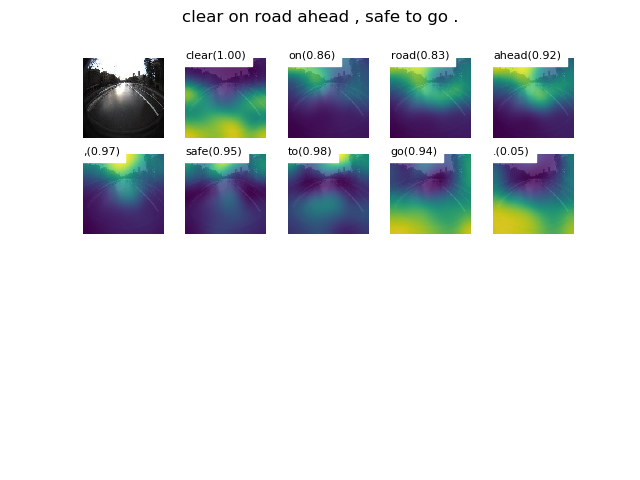 clear on road ahead , safe to go .
clear(1.00) on(0.86) road(0.83) ahead(0.92)
,(0.97) safe(0.95) to(0.98) go(0.94) .(0.05)